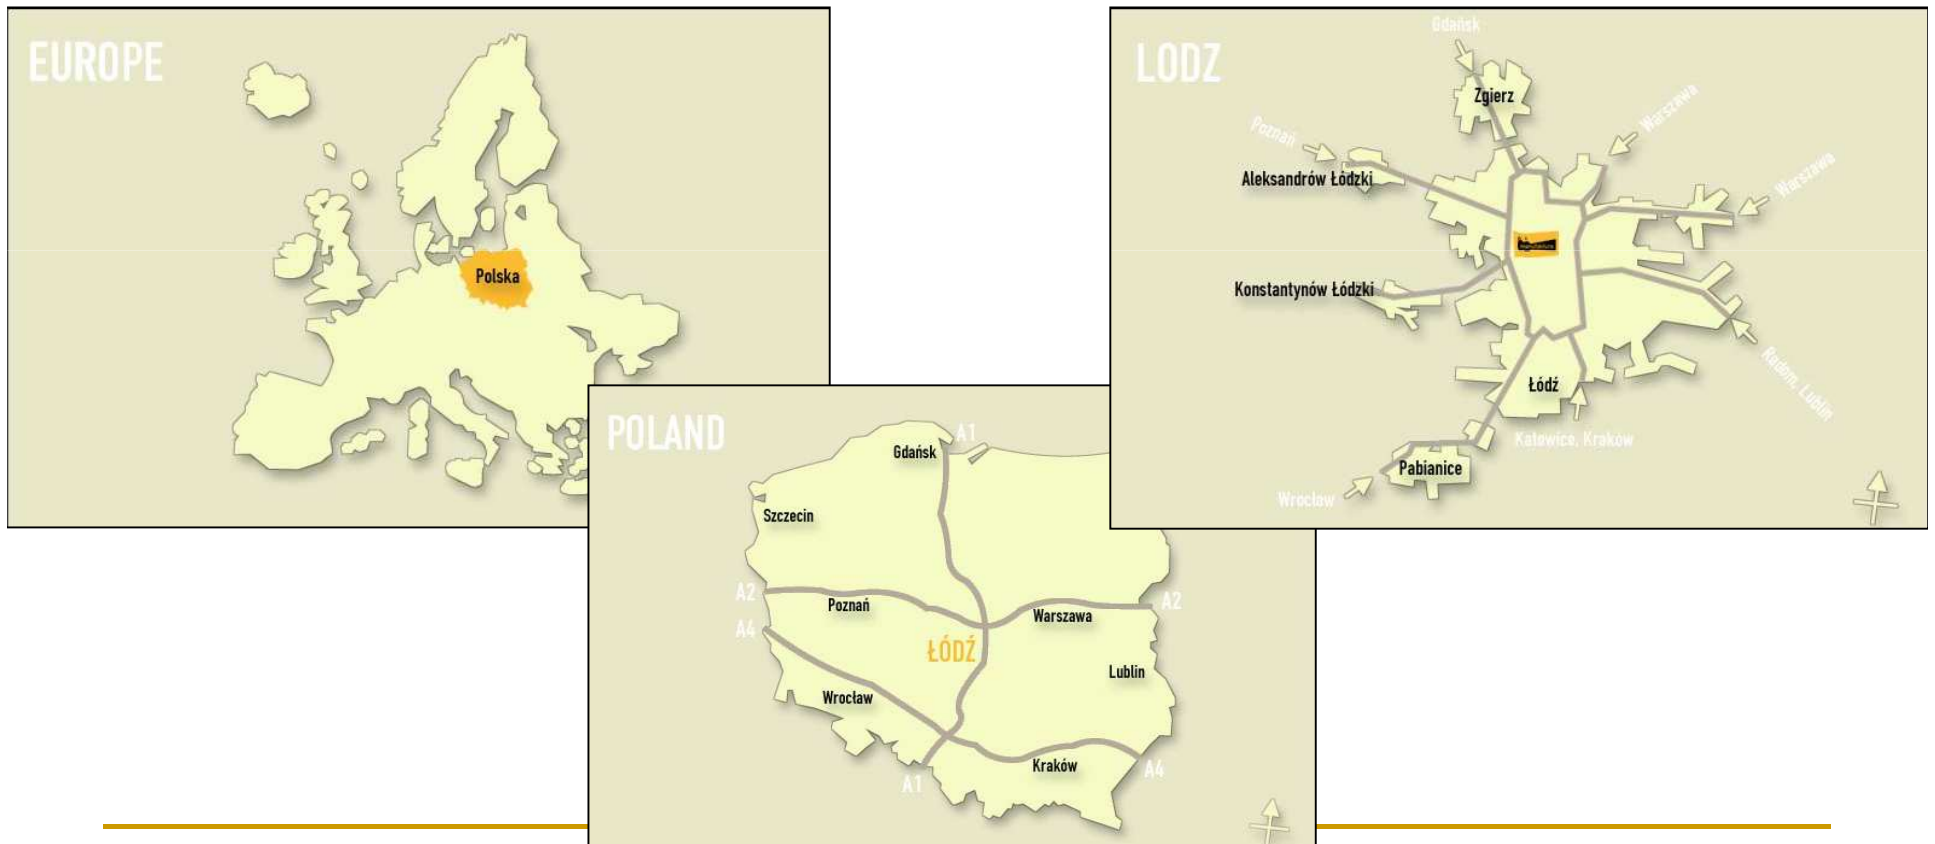 EUROPE
Polska
LODZ
Gdańsk
Zgierz
Poznań
Warszawa
Warszawa
Aleksandrów Łódzki
manufaktura
Konstantynów Łódzki
Radom, Lublin
Łódź
Katowice, Kraków
Pabianice
Wrocław
POLAND
A1
Gdańsk
Szczecin
A2
Poznań
Warszawa
A2
A4
ŁÓDŹ
Lublin
Wrocław
Kraków
A4
A1